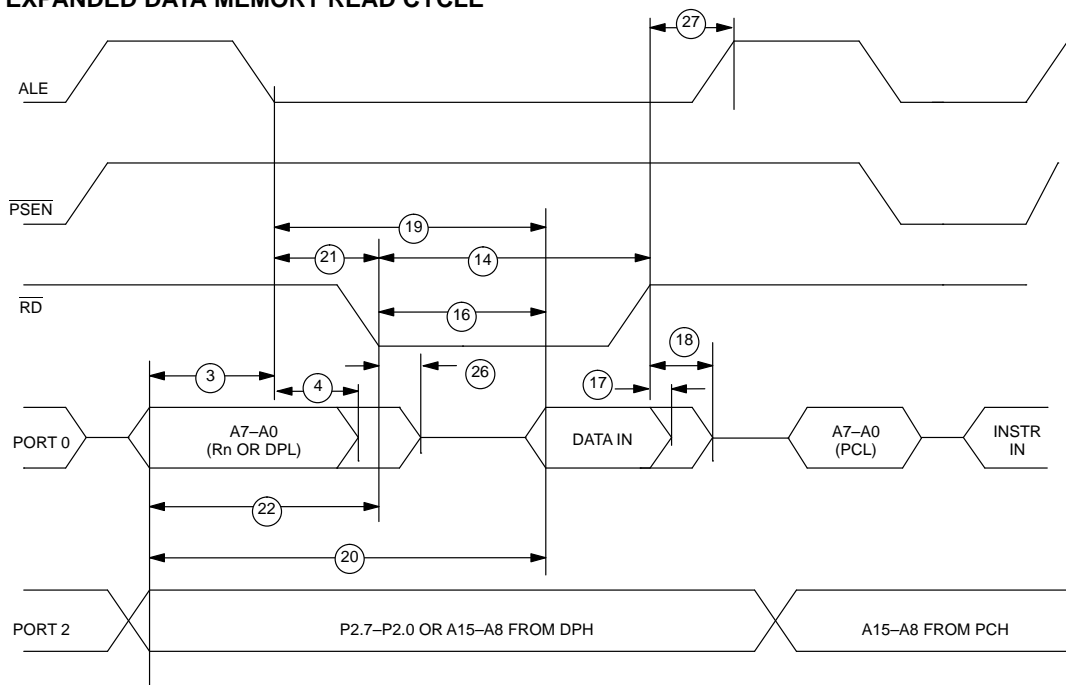 EXPANDED DATA MEMORY READ CYCLE
27
ALE
PSEN
19
21
14
RD
16
18
3
4
26
17
PORT 0
A7–A0
(Rn OR DPL)
DATA IN
A7–A0
(PCL)
INSTR
IN
22
20
PORT 2
P2.7–P2.0 OR A15–A8 FROM DPH
A15–A8 FROM PCH